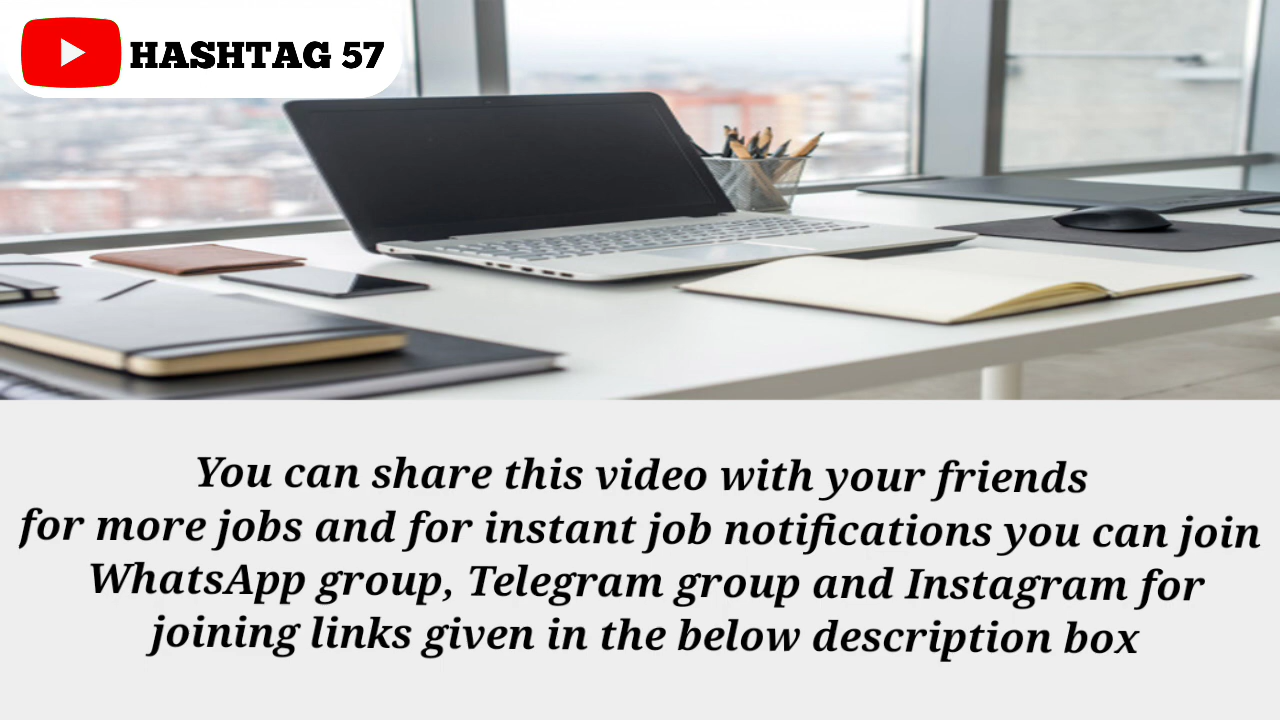 HASHTAG 57
You can share this video with your friends
for more jobs and for instant job notifications you can join
WhatsApp group, Telegram group and Instagram for
joining links given in the below description box